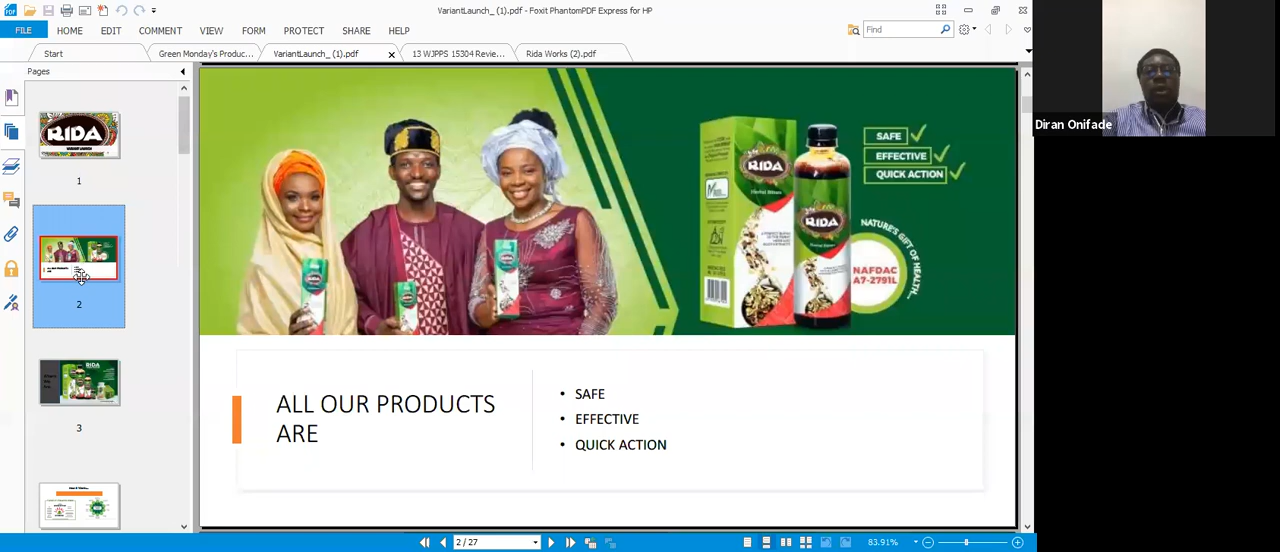 VariantLaunch_ (1).pdf - Foxit PhantomPDF Express for HP
FILE HOME EDIT COMMENT VIEW FORM PROTECT SHARE HELP
Find
Start Green Monday's Produc... VariantLaunch_ (1).pdf 13 WJPPS 15304 Revie... Rida Works (2).pdf
Pages
RIDA
1
2
3
SAFE
EFFECTIVE
QUICK ACTION
RIDA
Herbal Bitters
RIDA
NATURE'S GIFT OF HEALTH...
NAFDAC
A7-2791L
ALL OUR PRODUCTS
ARE
• SAFE
• EFFECTIVE
• QUICK ACTION
2 / 27
83.91%
Diran Onifade